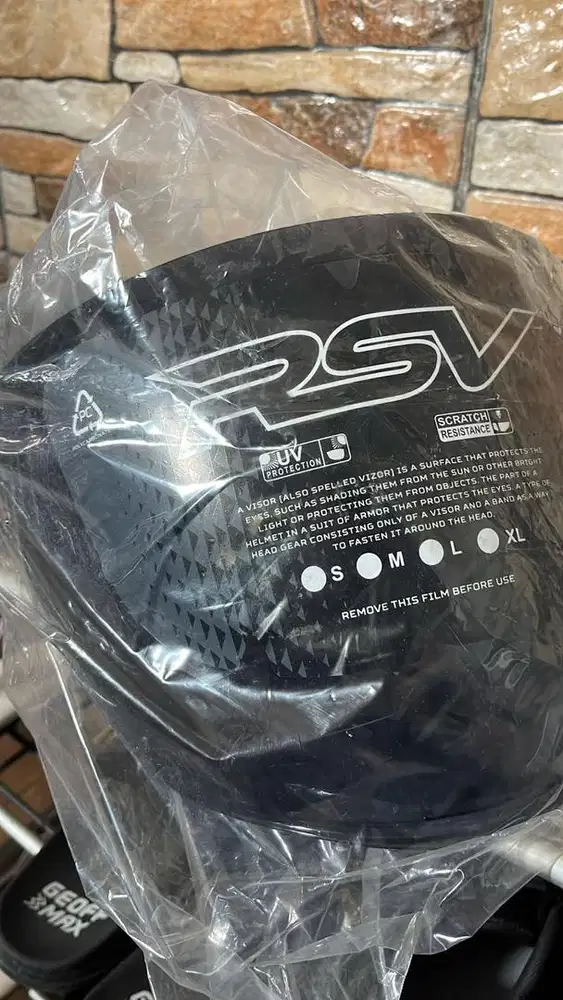 RSV
PC
UV
PROTECTION
SCRATCH
RESISTANCE
A VISOR (ALSO SPELLED VIZOR) IS A SURFACE THAT PROTECTS THE
EYES, SUCH AS SHADING THEM FROM THE SUN OR OTHER BRIGHT
LIGHT OR PROTECTING THEM FROM OBJECTS. THE PART OF A
HELMET IN A SUIT OF ARMOR THAT PROTECTS THE EYES. A TYPE OF
HEAD GEAR CONSISTING ONLY OF A VISOR AND A BAND AS A WAY
TO FASTEN IT AROUND THE HEAD.
S M L XL
REMOVE THIS FILM BEFORE USE
GEOFF
MAX